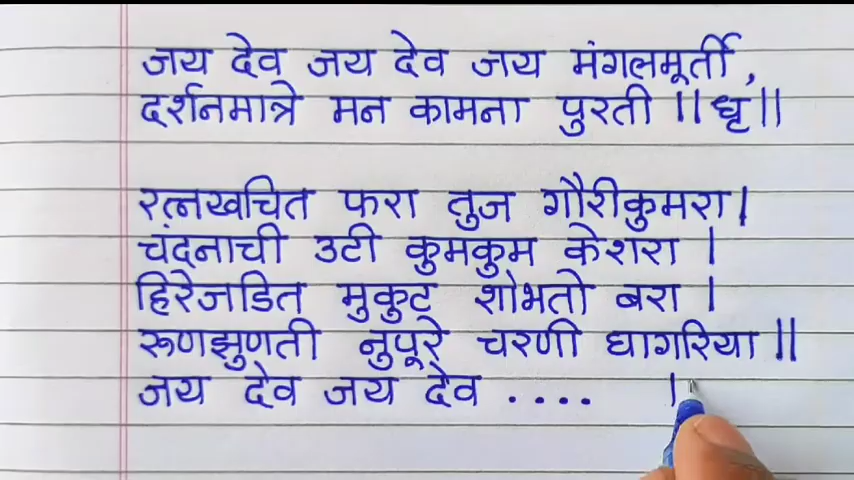 जय देव जय देव जय मंगलमूर्ती,
दर्शनमात्रे मन कामना पुरती ||धृ||
रत्नखचित फरा तुज गौरीकुमरा|
चंदनाची उटी कुमकुम केशरा |
हिरेजडित मुकुट शोभतो बरा |
रुणझुणती नुपूरे चरणी घागरिया ||
जय देव जय देव .... |